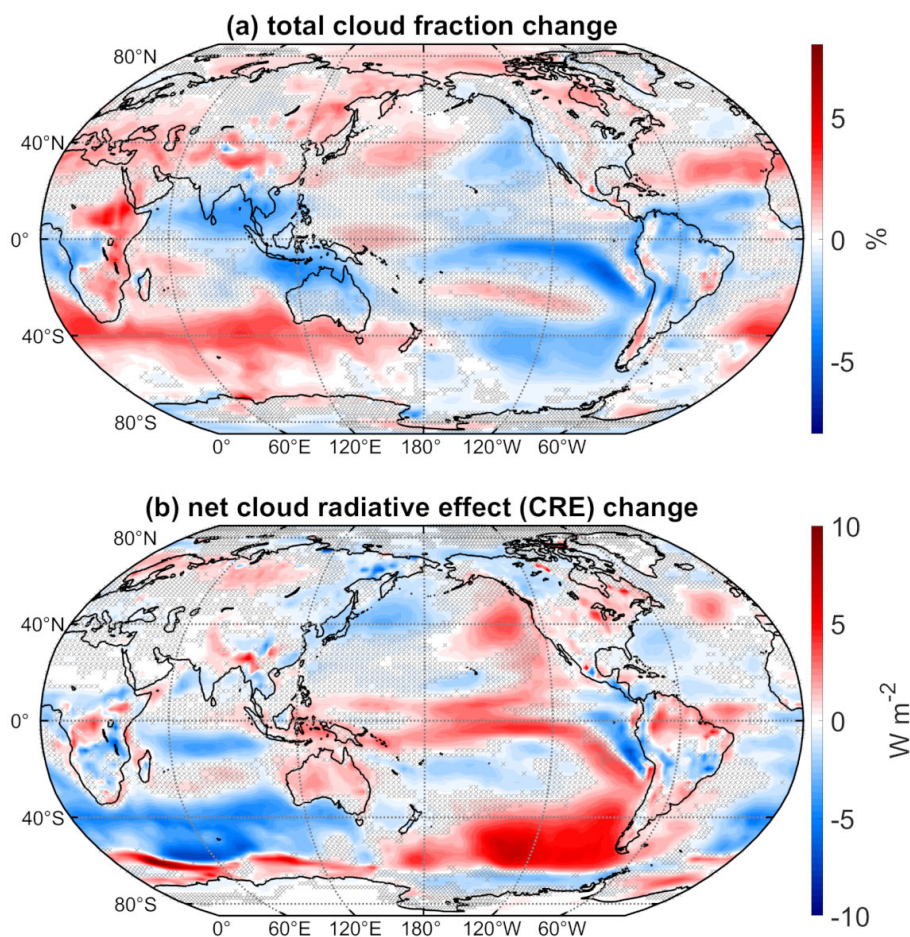 (a) total cloud fraction change
80°N
40°N
0°
40°S
80°S
0° 60°E 120°E 180° 120°W 60°W
5
0
-5
%
(b) net cloud radiative effect (CRE) change
80°N
40°N
0°
40°S
80°S
0° 60°E 120°E 180° 120°W 60°W
10
5
0
-5
-10
W m⁻²